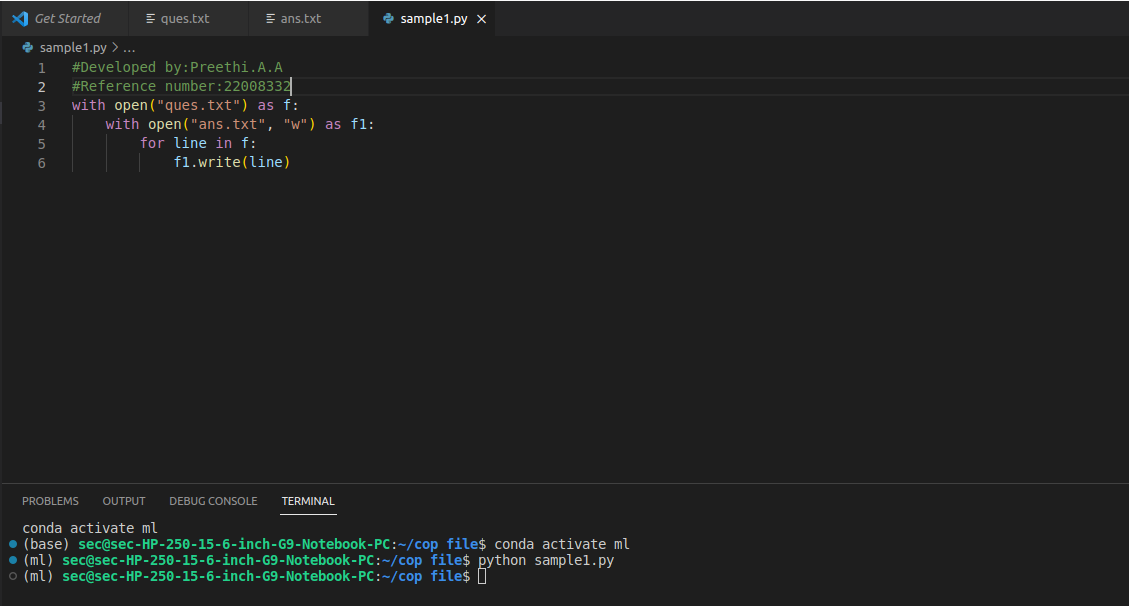 Get Started ques.txt ans.txt sample1.py
sample1.py > ...
1 #Developed by:Preethi.A.A
2 #Reference number:22008332
3 with open("ques.txt") as f:
4     with open("ans.txt", "w") as f1:
5         for line in f:
6             f1.write(line)
PROBLEMS OUTPUT DEBUG CONSOLE TERMINAL
conda activate ml
(base) sec@sec-HP-250-15-6-inch-G9-Notebook-PC:~/cop file$ conda activate ml
(ml) sec@sec-HP-250-15-6-inch-G9-Notebook-PC:~/cop file$ python sample1.py
(ml) sec@sec-HP-250-15-6-inch-G9-Notebook-PC:~/cop file$